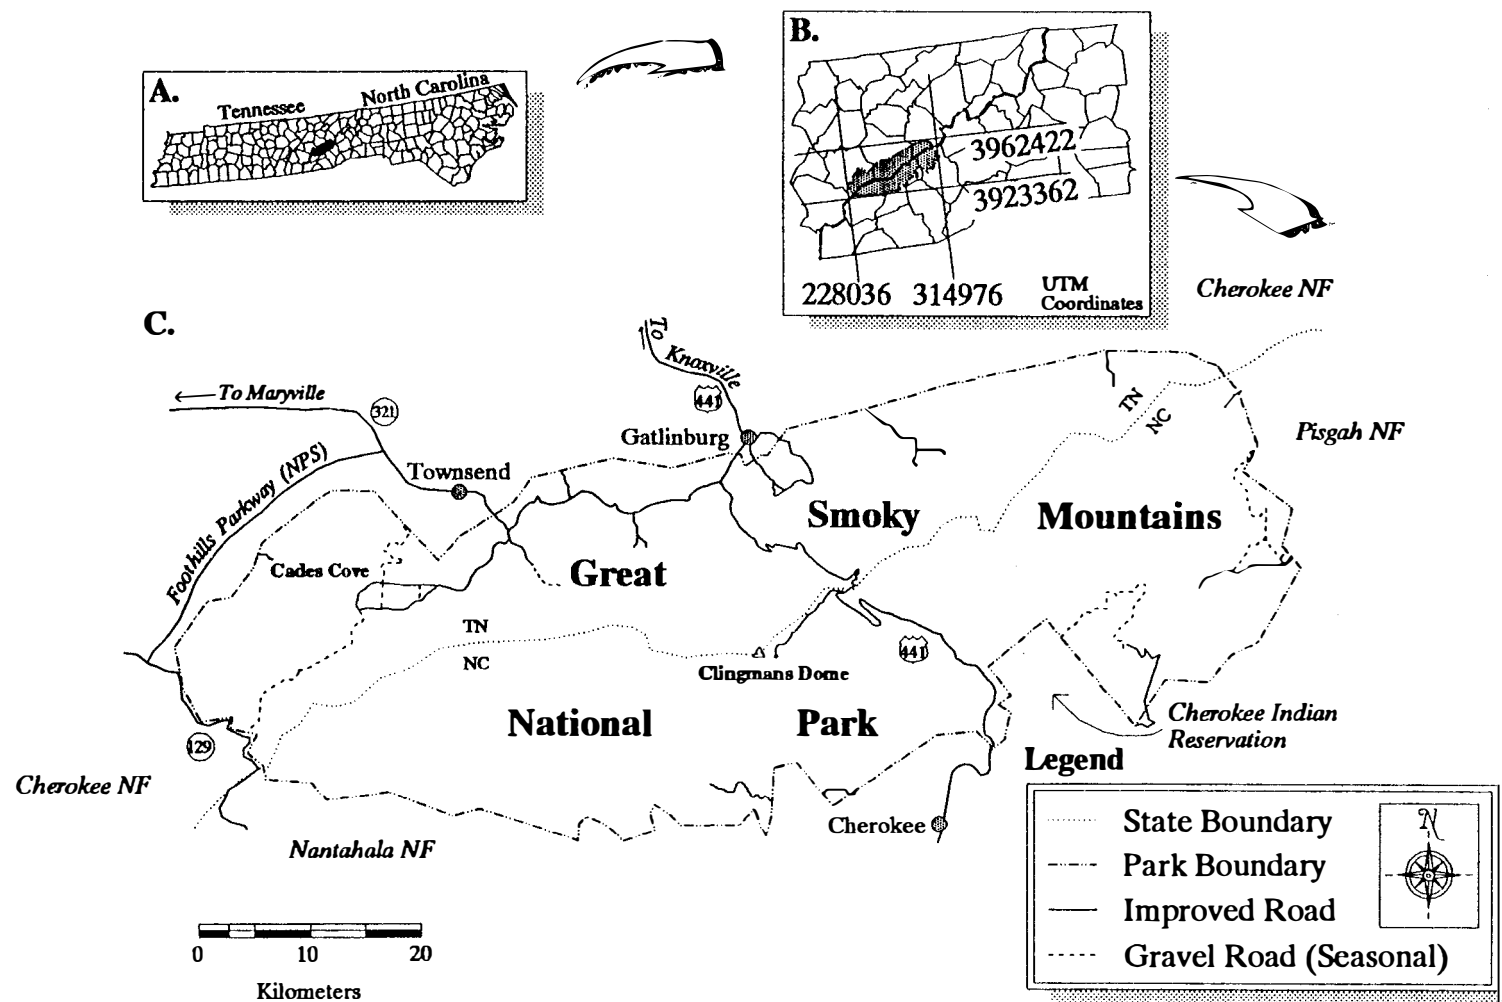 A.
Tennessee
North Carolina
B.
3962422
3923362
228036
314976
UTM
Coordinates
Cherokee NF
C.
To Knoxville
441
To Maryville
321
Gatlinburg
TN
NC
Pisgah NF
Townsend
Foothills Parkway (NPS)
Smoky
Mountains
Cades Cove
Great
TN
NC
441
Clingmans Dome
National
Park
Cherokee Indian
Reservation
129
Cherokee NF
Cherokee
Nantahala NF
Legend
State Boundary
Park Boundary
Improved Road
Gravel Road (Seasonal)
N
0 10 20
Kilometers